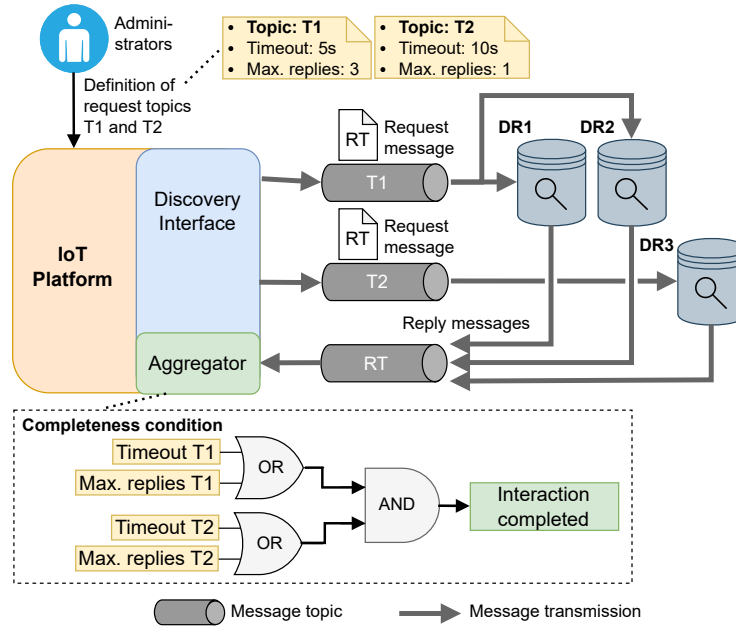 Admini-
strators
• Topic: T1
• Timeout: 5s
• Max. replies: 3
• Topic: T2
• Timeout: 10s
• Max. replies: 1
Definition of
request topics
T1 and T2
RT
Request
message
T1
DR1
DR2
Discovery
Interface
IoT
Platform
RT
Request
message
T2
DR3
Reply messages
Aggregator
RT
Completeness condition
Timeout T1
Max. replies T1
OR
AND
Interaction
completed
Timeout T2
Max. replies T2
OR
Message topic
Message transmission